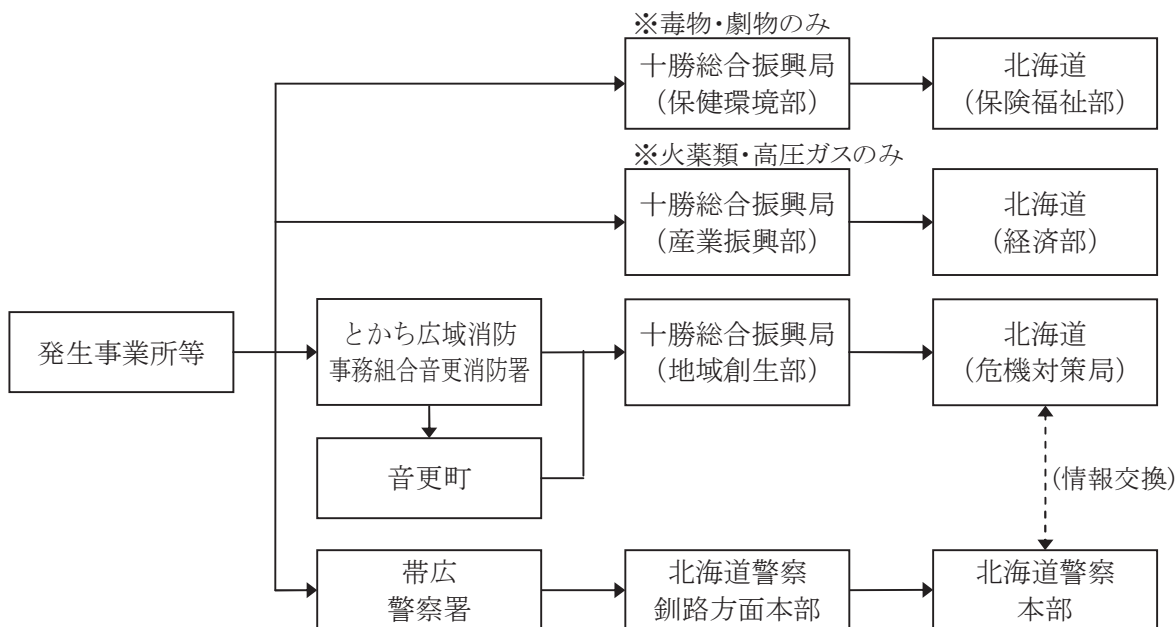 ※毒物・劇物のみ
十勝総合振興局
（保健環境部）
北海道
（保険福祉部）
※火薬類・高圧ガスのみ
十勝総合振興局
（産業振興部）
北海道
（経済部）
発生事業所等
とかち広域消防
事務組合音更消防署
十勝総合振興局
（地域創生部）
北海道
（危機対策局）
音更町
（情報交換）
帯広
警察署
北海道警察
釧路方面本部
北海道警察
本部